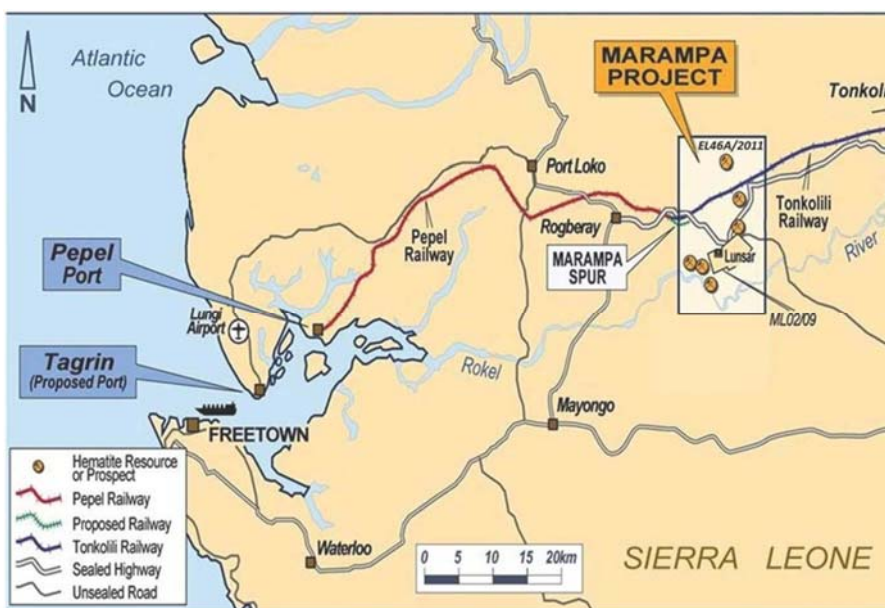 Atlantic
Ocean
N
MARAMPA
PROJECT
Tonkoli
EL46A/2011
Port Loko
Tonkolili
Railway
Pepel
Railway
Rogberay
MARAMPA
SPUR
Lunsar
River
ML02/09
Pepel
Port
Lungi
Airport
Tagrin
(Proposed Port)
Rokel
Mayongo
FREETOWN
Waterloo
Hematite Resource
or Prospect
Pepel Railway
Proposed Railway
Tonkolili Railway
Sealed Highway
Unsealed Road
0 5 10 15 20km
SIERRA LEONE